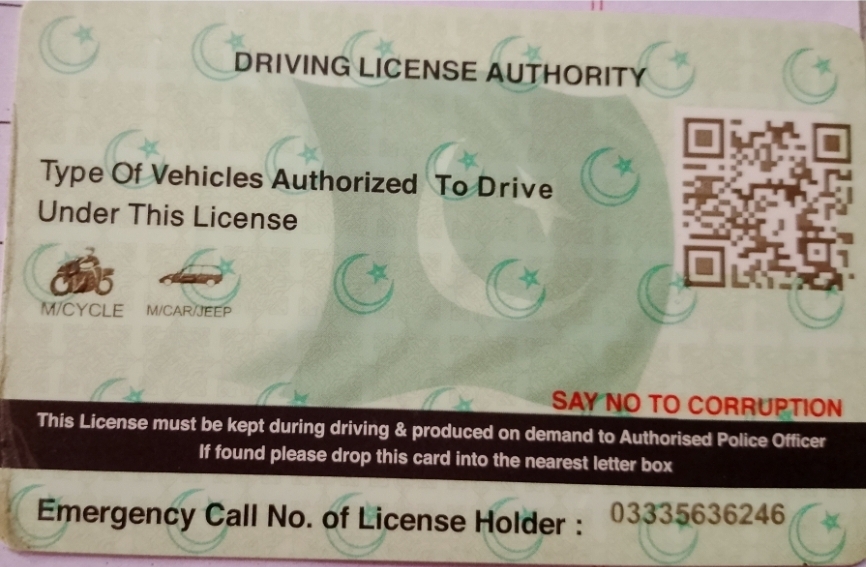 DRIVING LICENSE AUTHORITY
Type Of Vehicles Authorized To Drive
Under This License
M/CYCLE M/CAR/JEEP
SAY NO TO CORRUPTION
This License must be kept during driving & produced on demand to Authorised Police Officer
If found please drop this card into the nearest letter box
Emergency Call No. of License Holder : 03335636246